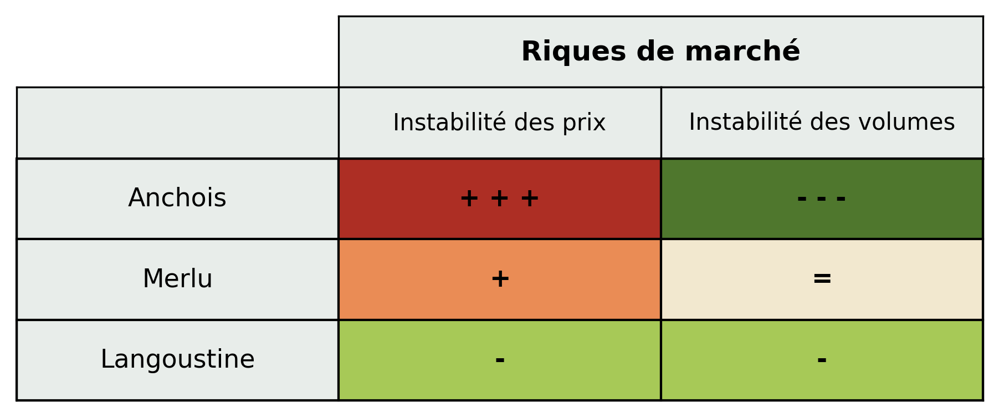 Riques de marché
Instabilité des prix Instabilité des volumes
Anchois + + + - - -
Merlu + =
Langoustine - -